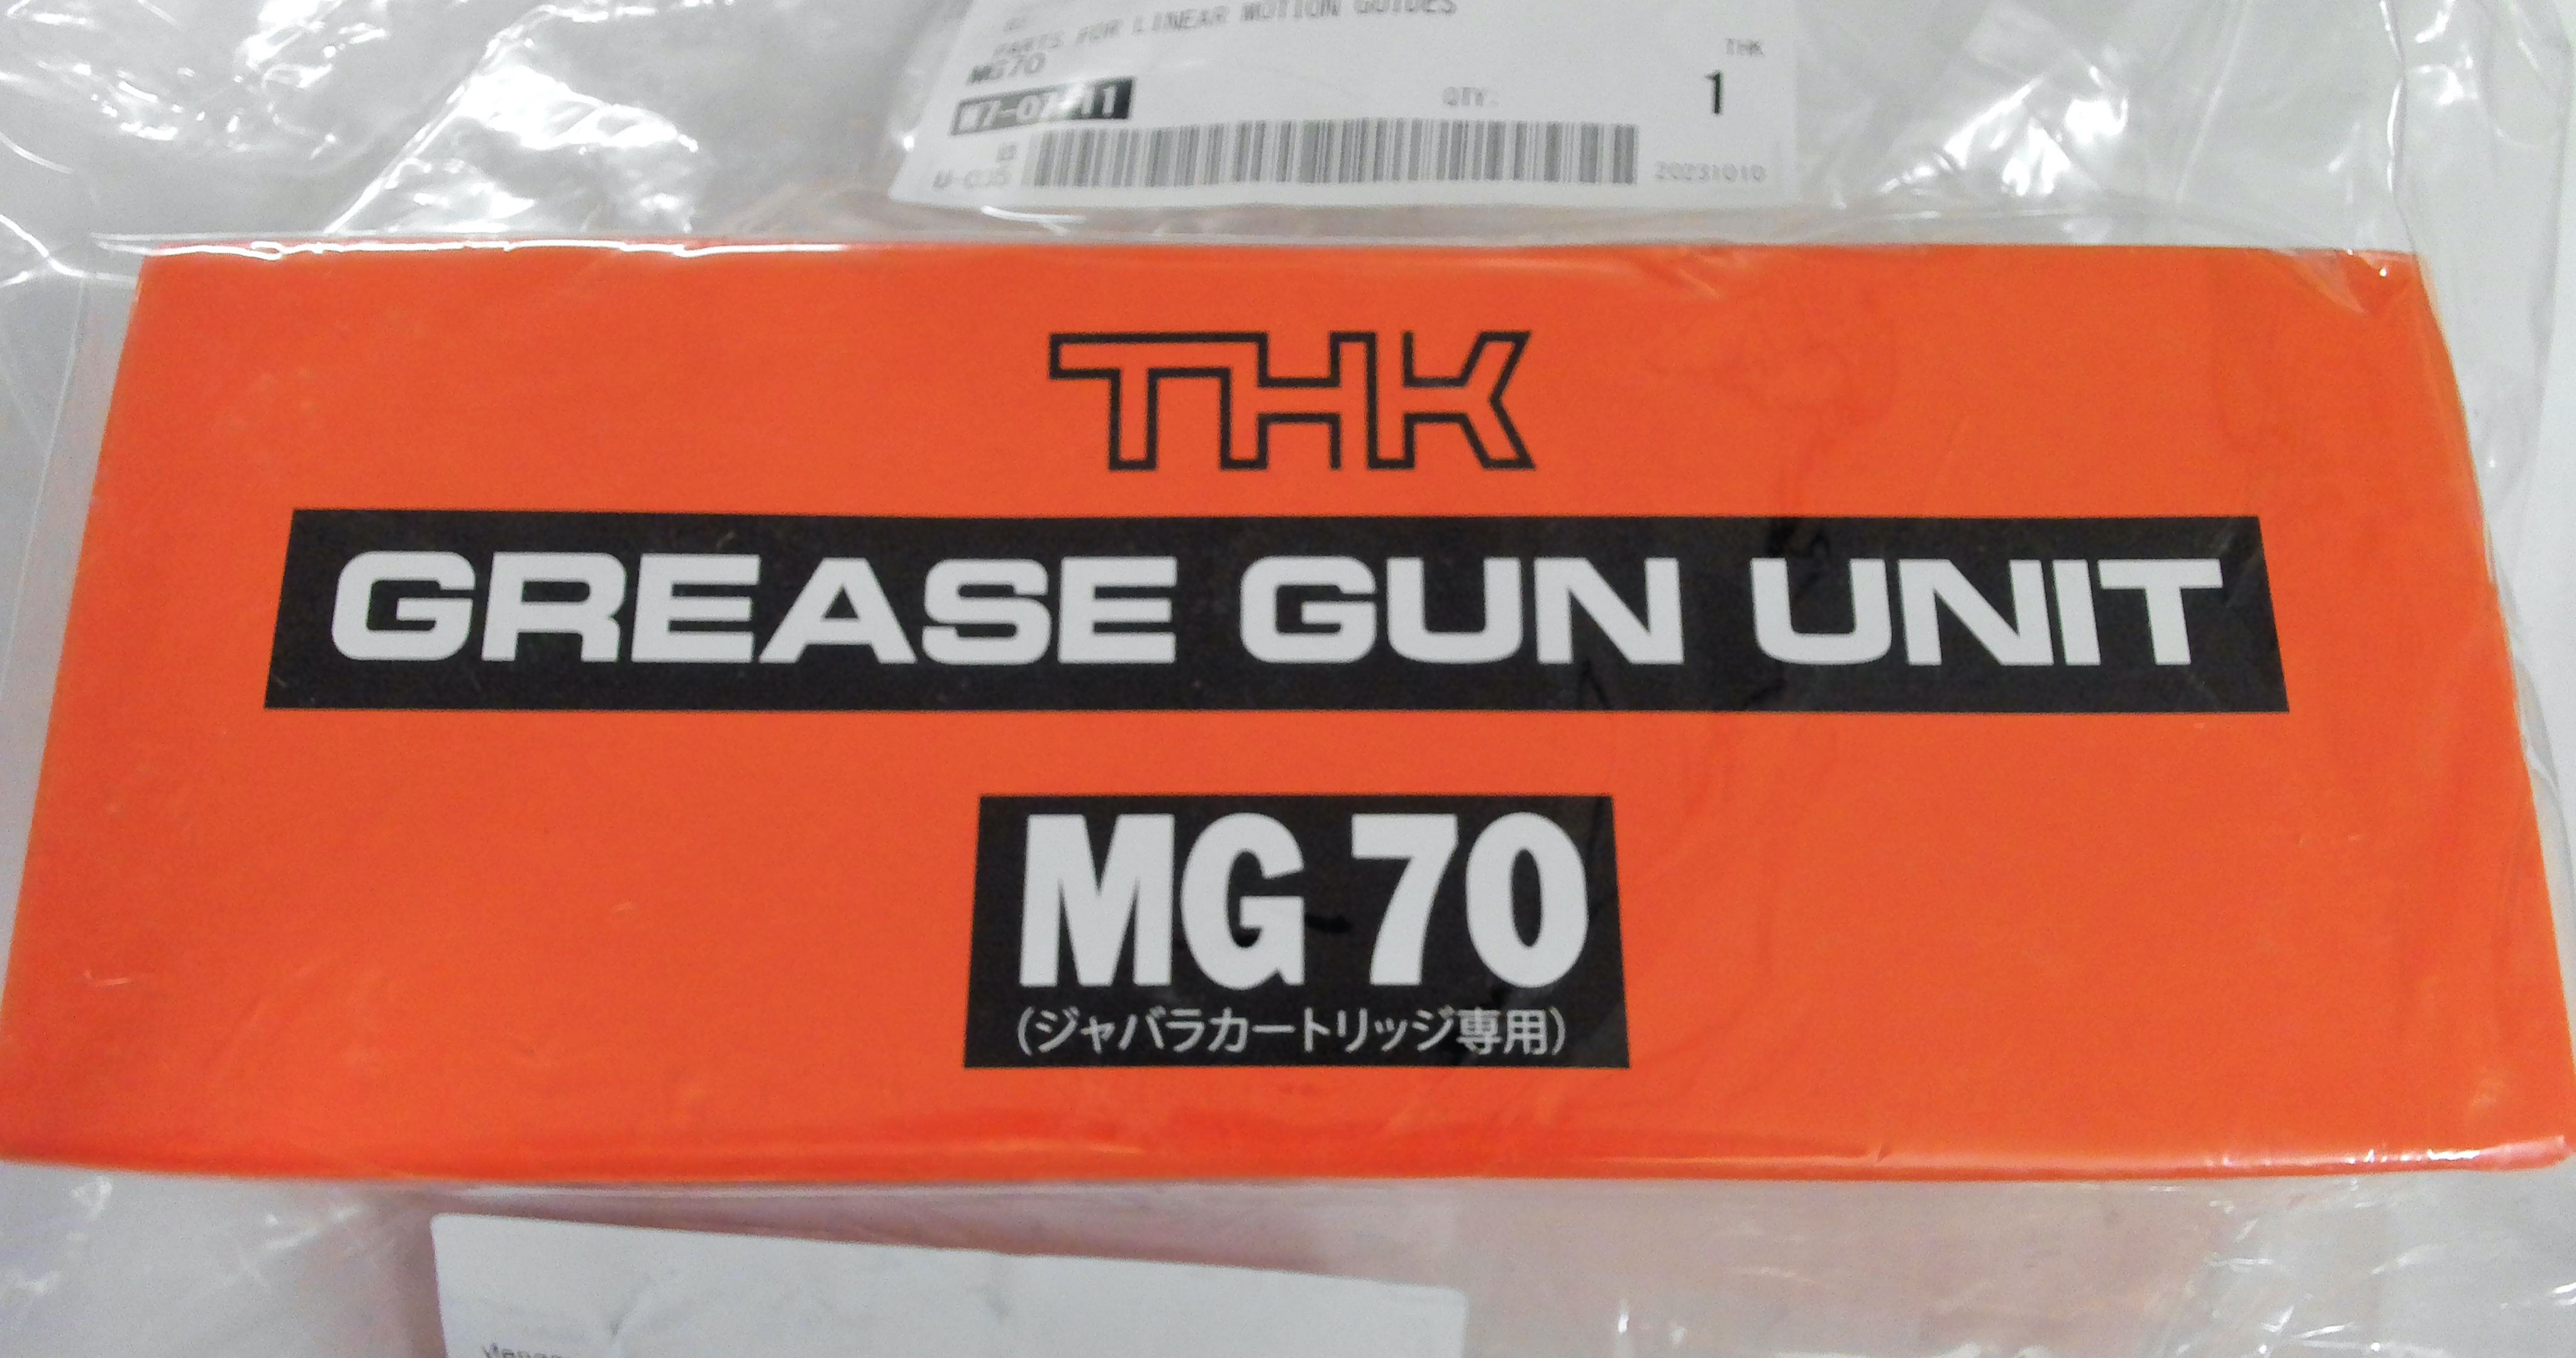 PARTS FOR LINEAR MOTION GUIDES
THK
MG70
QTY.
1
20231010
THK
GREASE GUN UNIT
MG 70
(ジャバラカートリッジ専用)